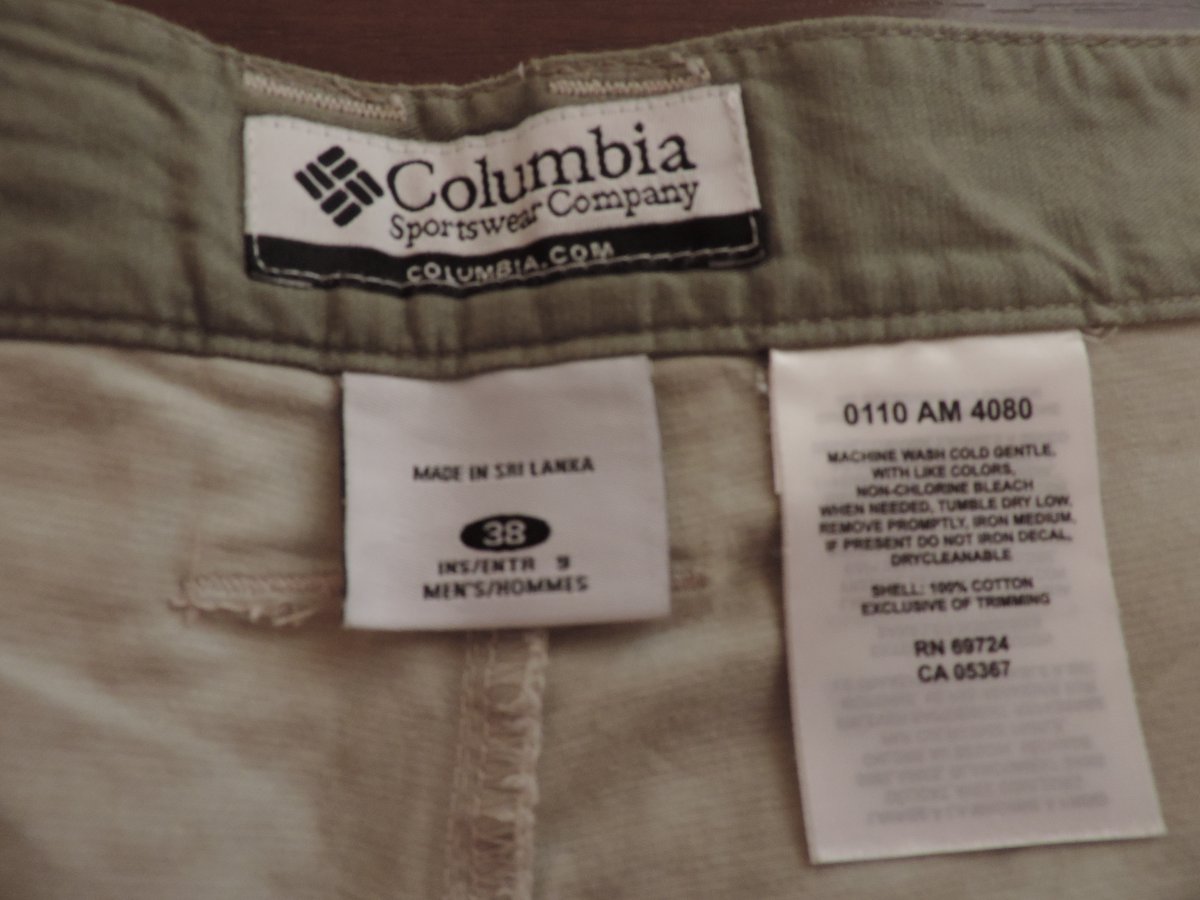 Columbia
Sportswear Company
COLUMBIA.COM
MADE IN SRI LANKA
38
INS/ENTR 9
MEN'S/HOMMES
0110 AM 4080
MACHINE WASH COLD GENTLE,
WITH LIKE COLORS,
NON-CHLORINE BLEACH
WHEN NEEDED, TUMBLE DRY LOW.
REMOVE PROMPTLY, IRON MEDIUM,
IF PRESENT DO NOT IRON DECAL,
DRYCLEANABLE
SHELL: 100% COTTON
EXCLUSIVE OF TRIMMING
RN 69724
CA 05367